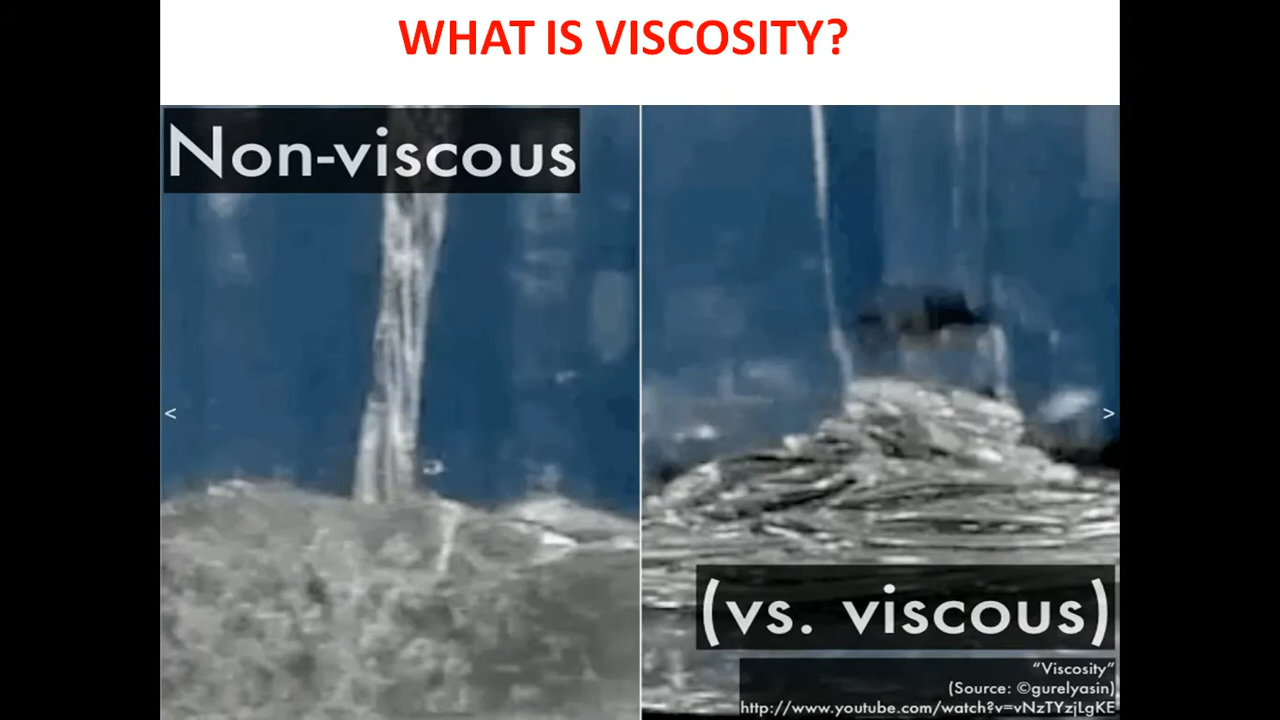 WHAT IS VISCOSITY?
Non-viscous
<
>
(vs. viscous)
“Viscosity”
(Source: ©gurelyasin)
http://www.youtube.com/watch?v=vNzTYzjLgKE